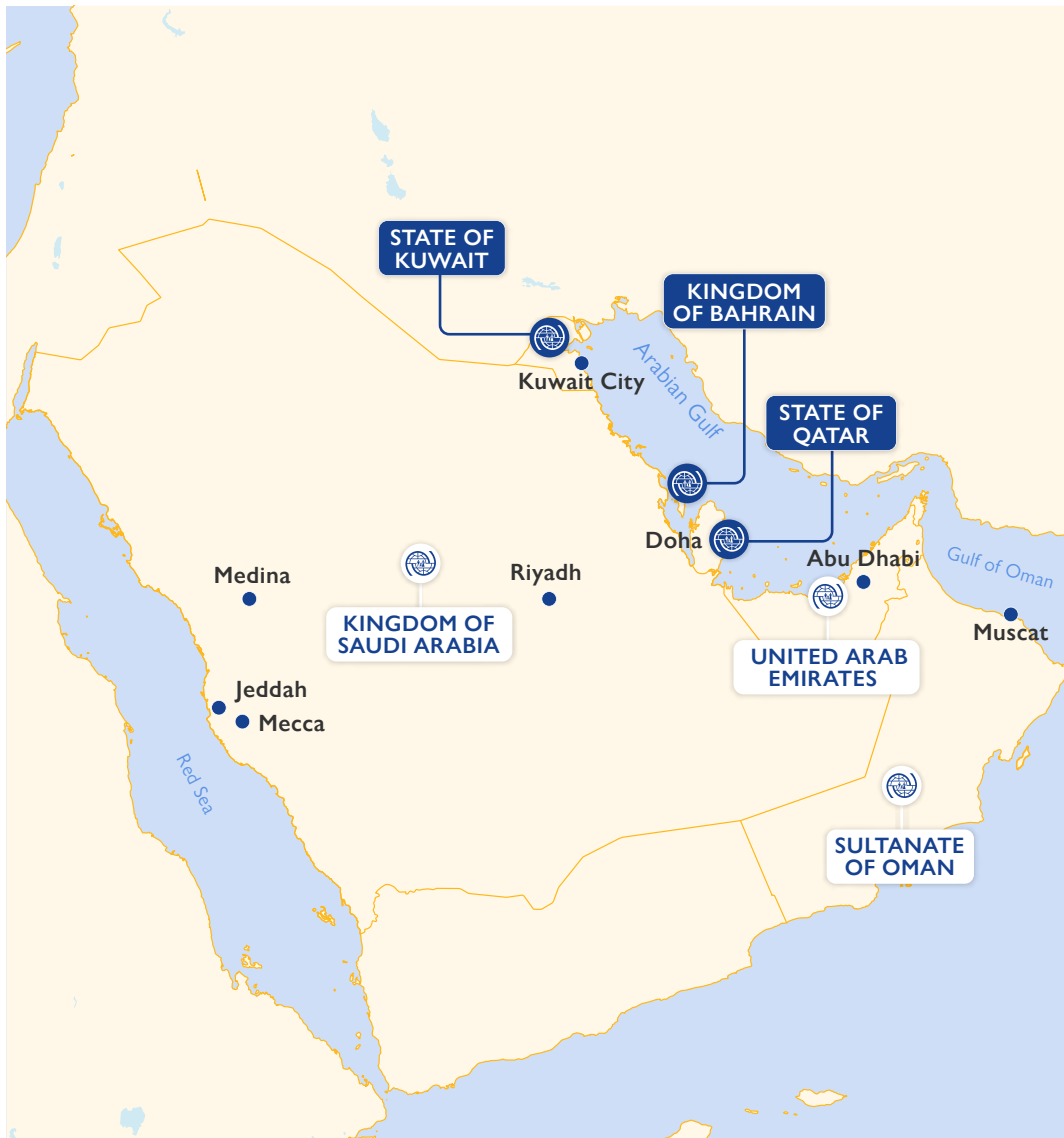 STATE OF
KUWAIT
KINGDOM
OF BAHRAIN
Arabian Gulf
Kuwait City
STATE OF
QATAR
Doha
Abu Dhabi
Gulf of Oman
Medina
Riyadh
Muscat
KINGDOM OF
SAUDI ARABIA
UNITED ARAB
EMIRATES
Jeddah
Mecca
Red Sea
SULTANATE
OF OMAN